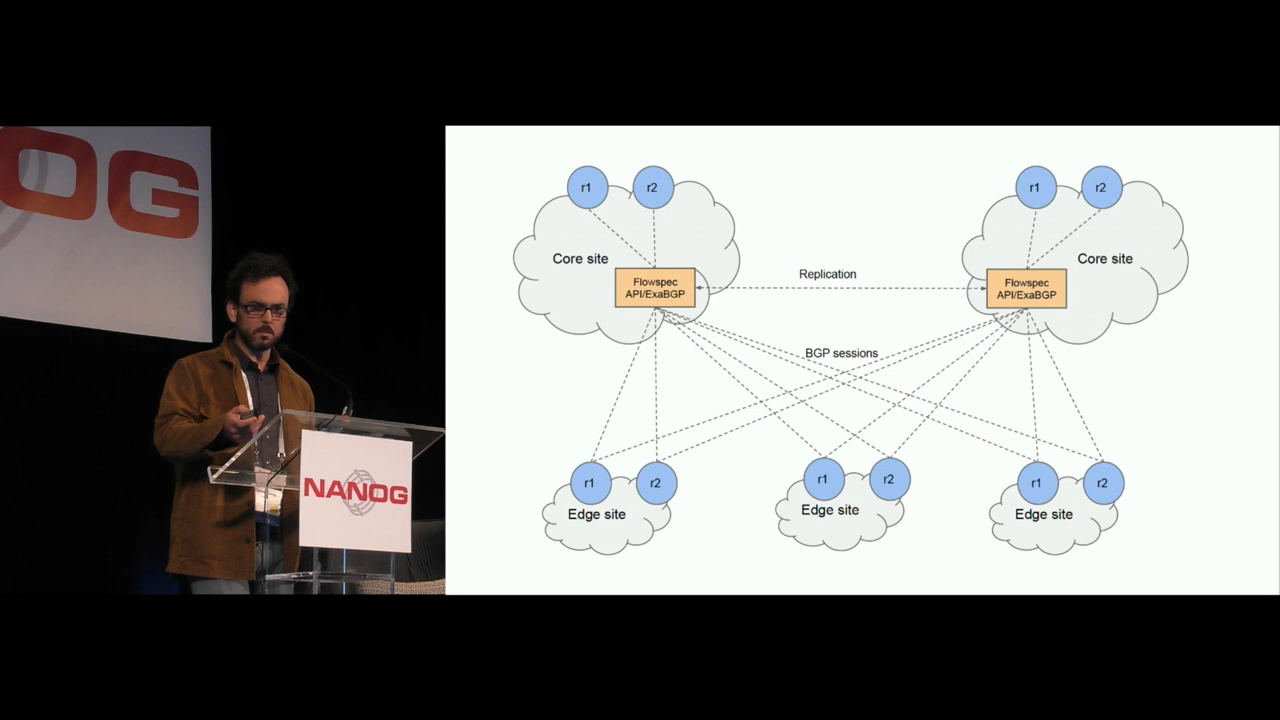 OG
NANOG
r1
r2
r1
r2
Core site
Core site
Flowspec
API/ExaBGP
Replication
Flowspec
API/ExaBGP
BGP sessions
r1
r2
Edge site
r1
r2
Edge site
r1
r2
Edge site